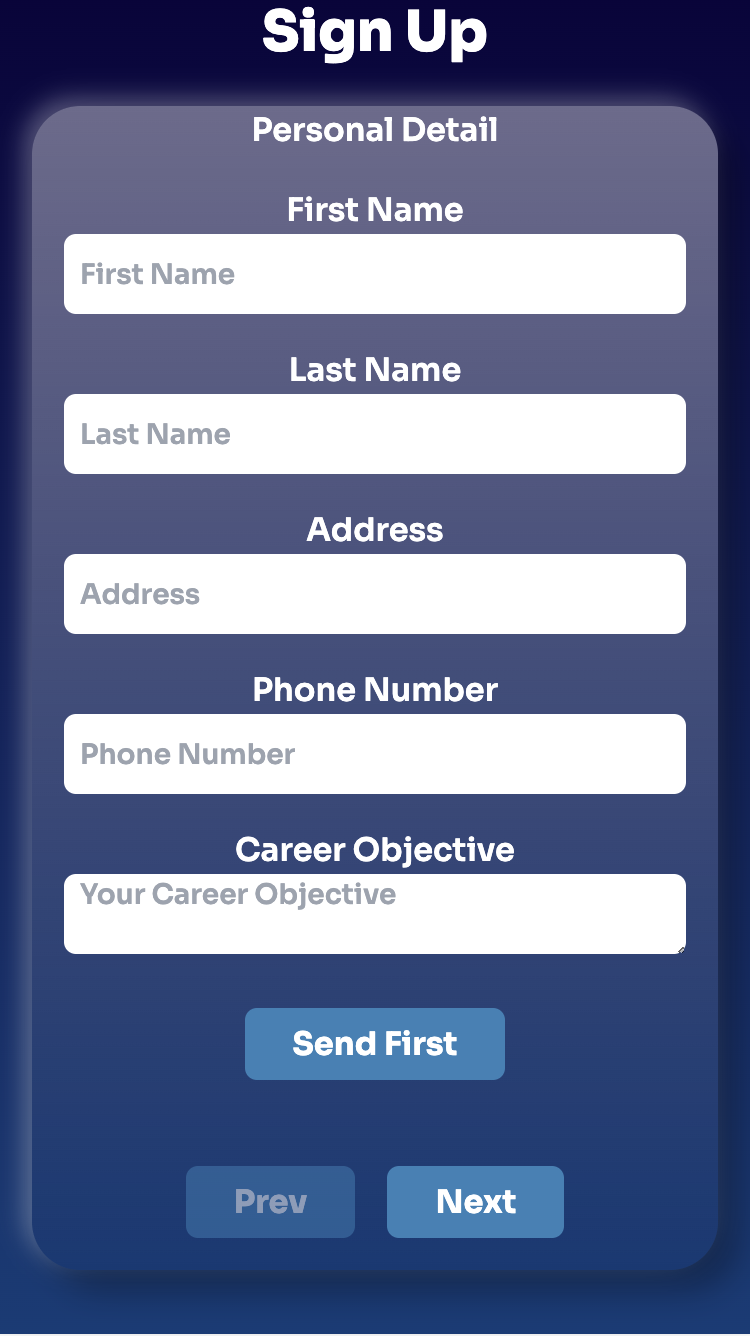 Sign Up
Personal Detail
First Name
First Name
Last Name
Last Name
Address
Address
Phone Number
Phone Number
Career Objective
Your Career Objective
Send First
Prev Next